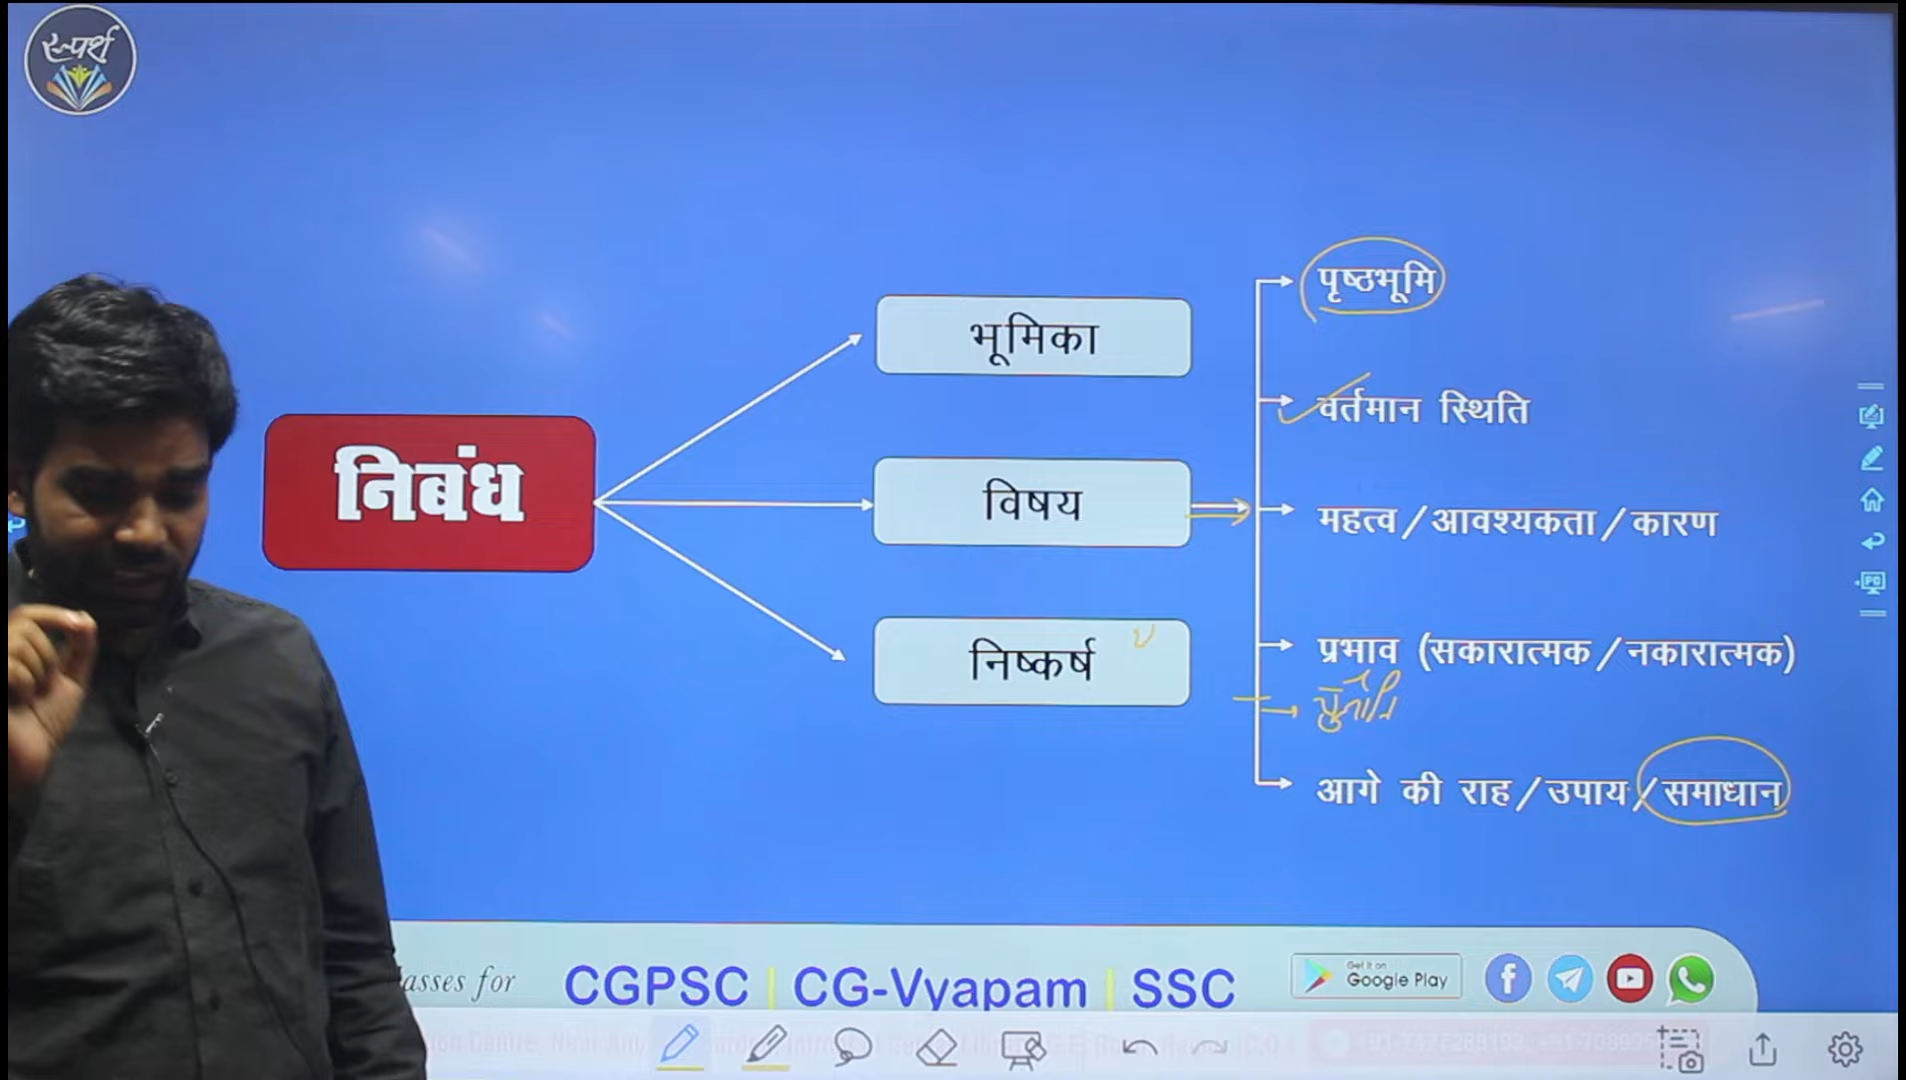 स्पर्श
निबंध
भूमिका
विषय
निष्कर्ष
पृष्ठभूमि
वर्तमान स्थिति
महत्व/आवश्यकता/कारण
प्रभाव (सकारात्मक/नकारात्मक)
चुनौति
आगे की राह/उपाय/समाधान
for CGPSC | CG-Vyapam | SSC
Get it on
Google Play
PC